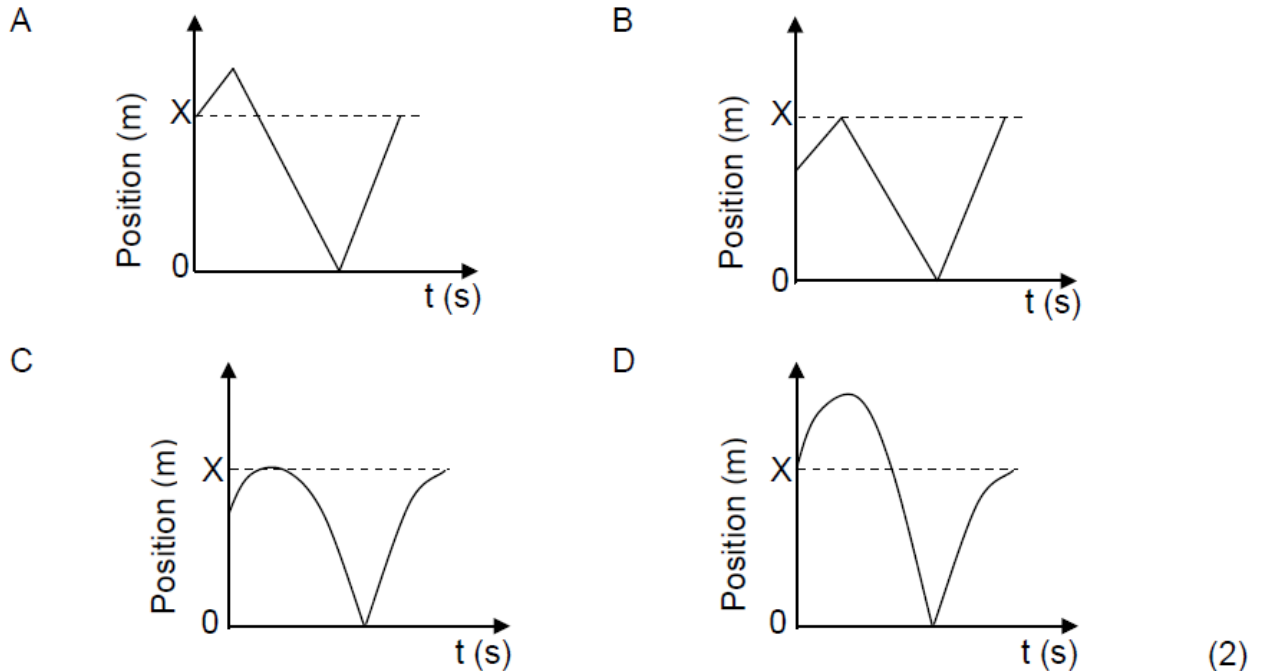 A
B
Position (m)
X
0
t (s)
Position (m)
X
0
t (s)
C
D
Position (m)
X
0
t (s)
Position (m)
X
0
t (s)
(2)